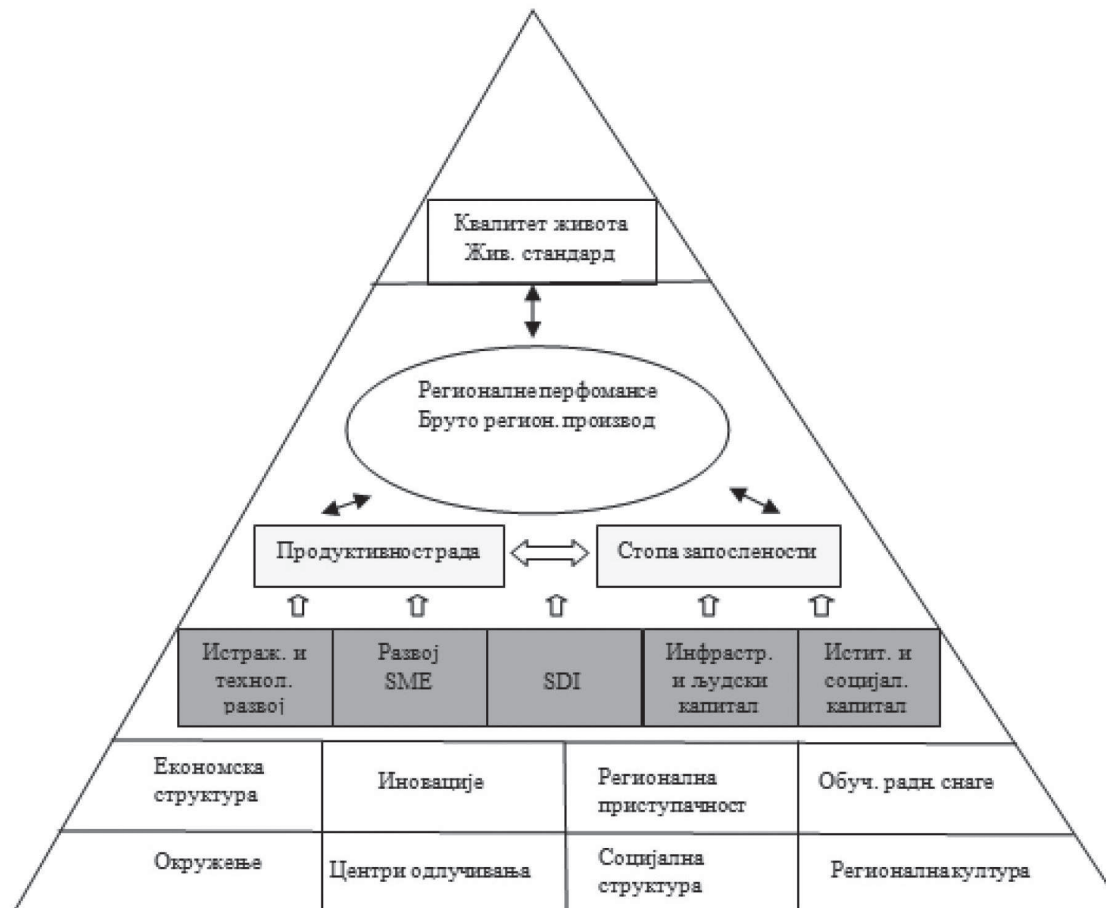 Квалитет живота
Жив. стандард
Регионалне перфомансе
Бруто регион. производ
Продуктивност рада
Стопа запослености
Истраж. и
технол.
развој
Развој
SME
SDI
Инфрастр.
и људски
капитал
Истит. и
социјал.
капитал
Економска
структура
Иновације
Регионална
приступачност
Обуч. радн. снаге
Окружење
Центри одлучивања
Социјална
структура
Регионална култура